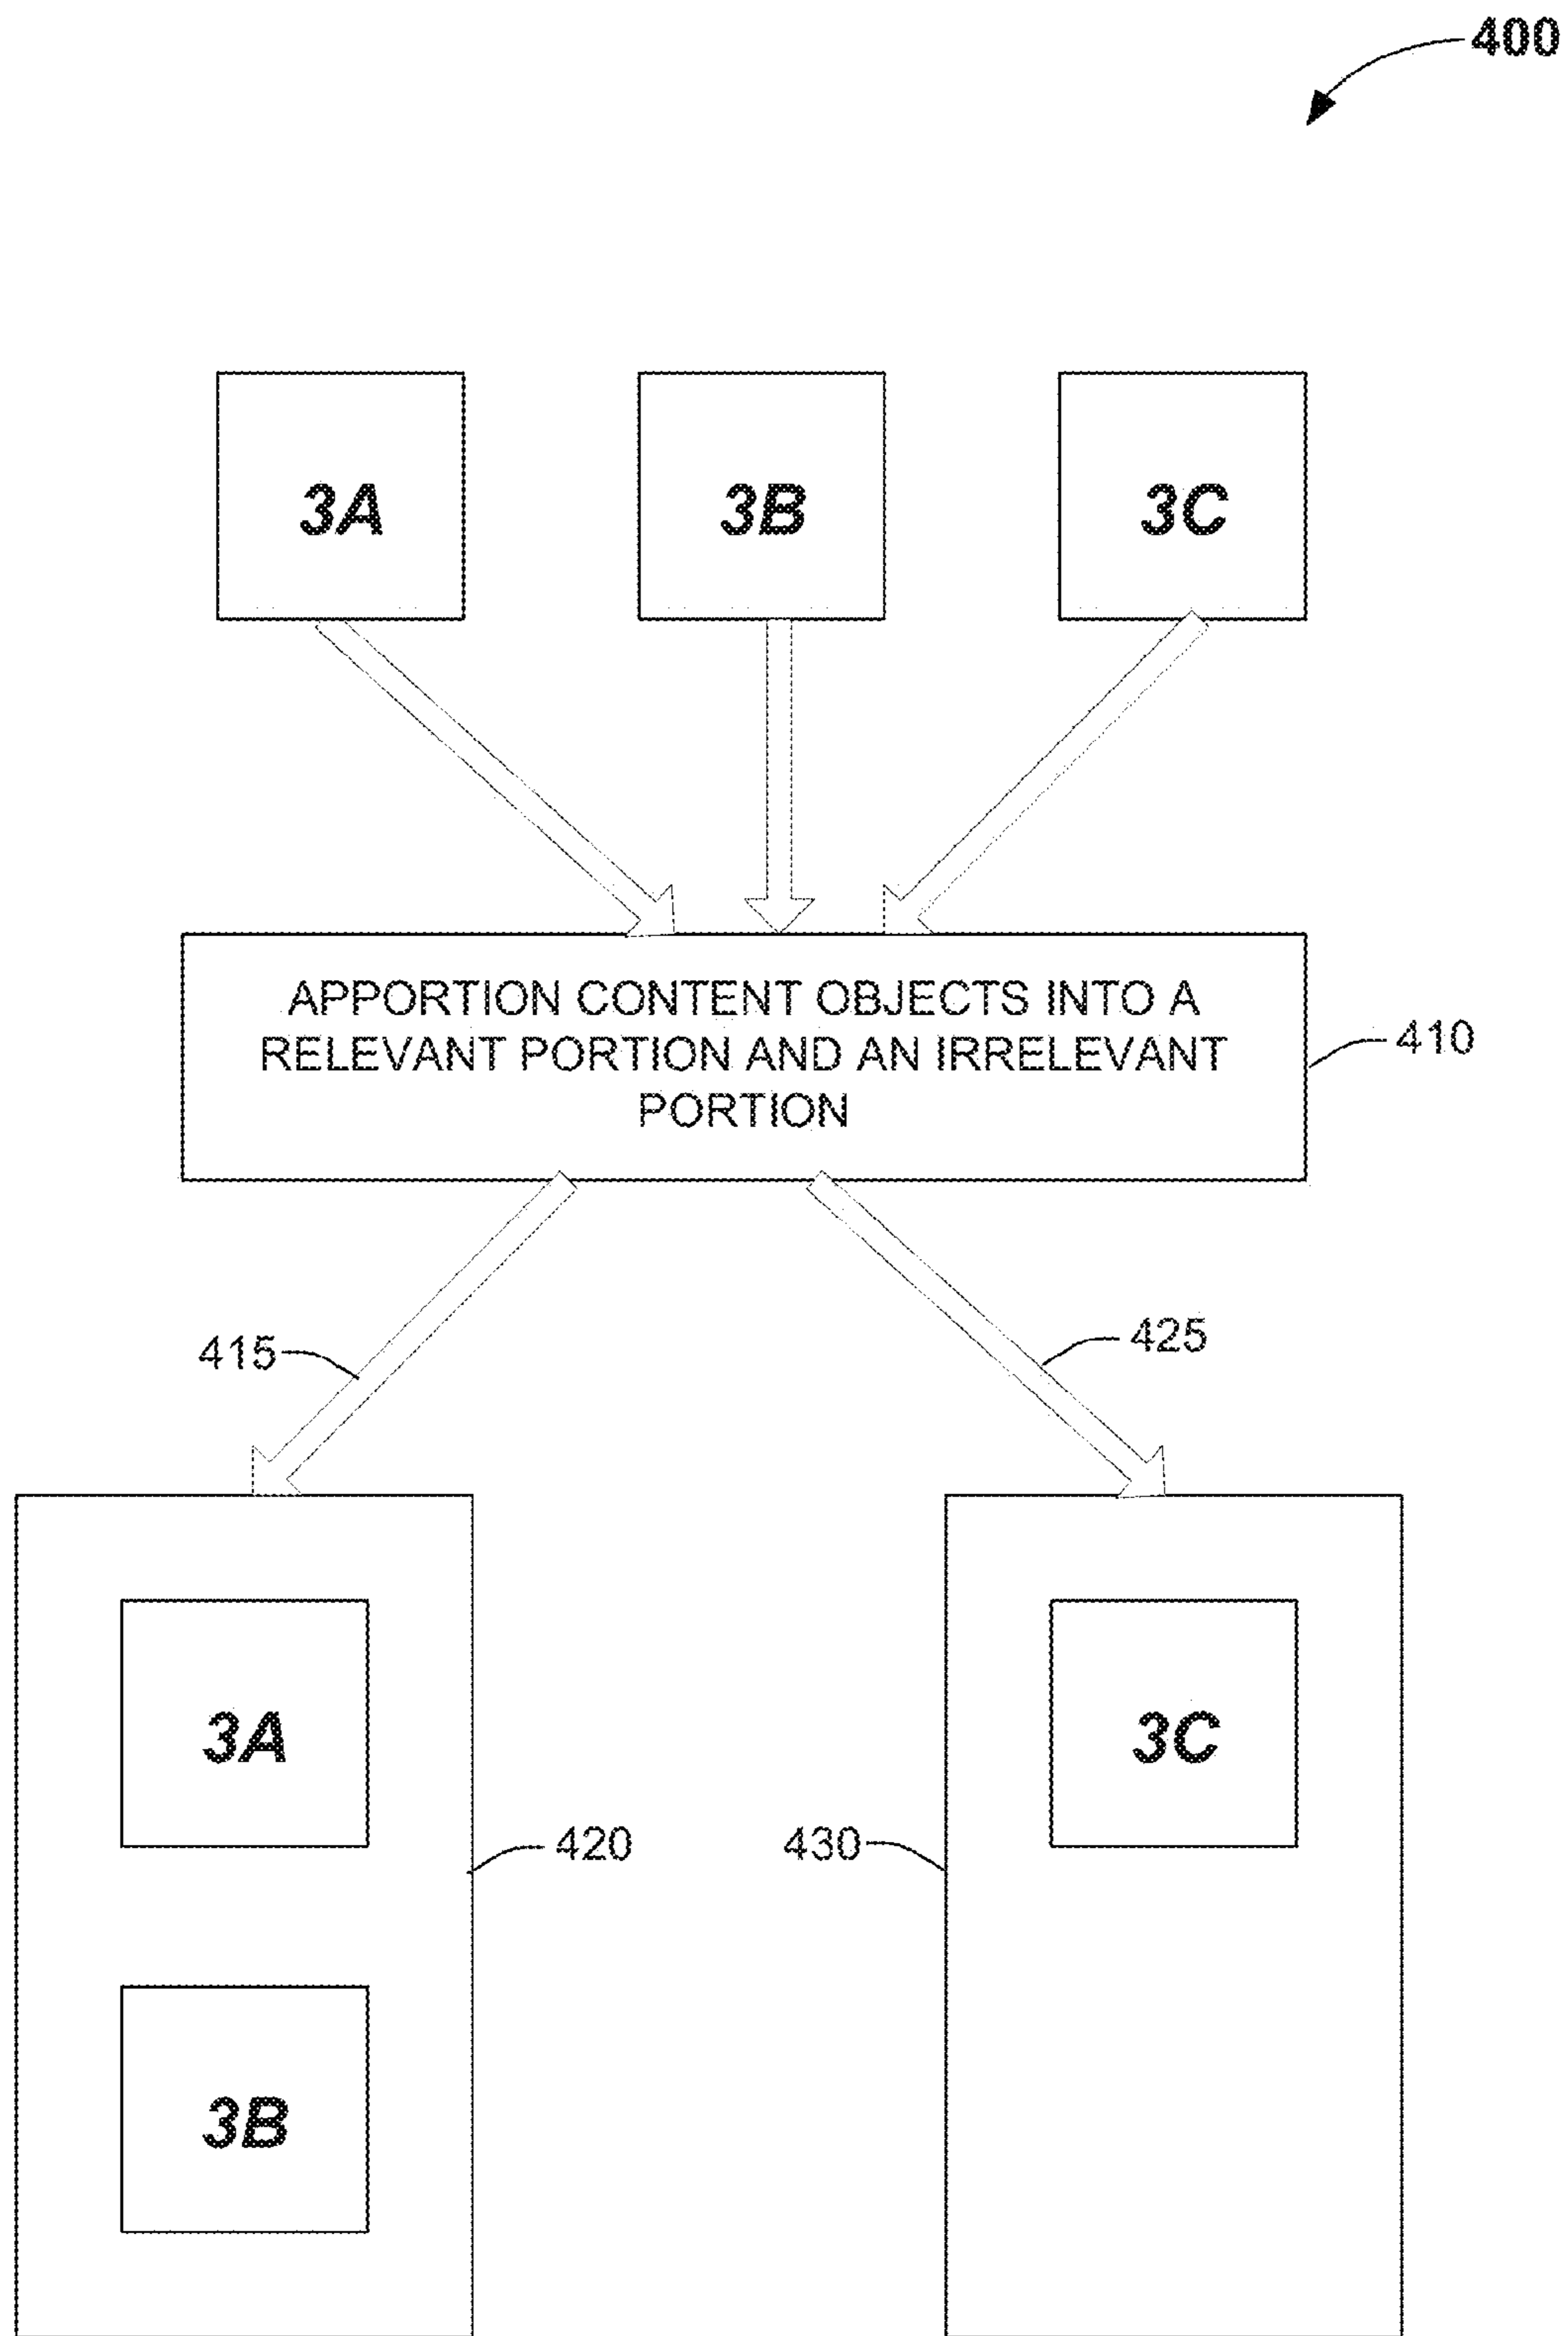 400
3A
3B
3C
APPORTION CONTENT OBJECTS INTO A
RELEVANT PORTION AND AN IRRELEVANT
PORTION
410
415
425
3A
3C
420
430
3B